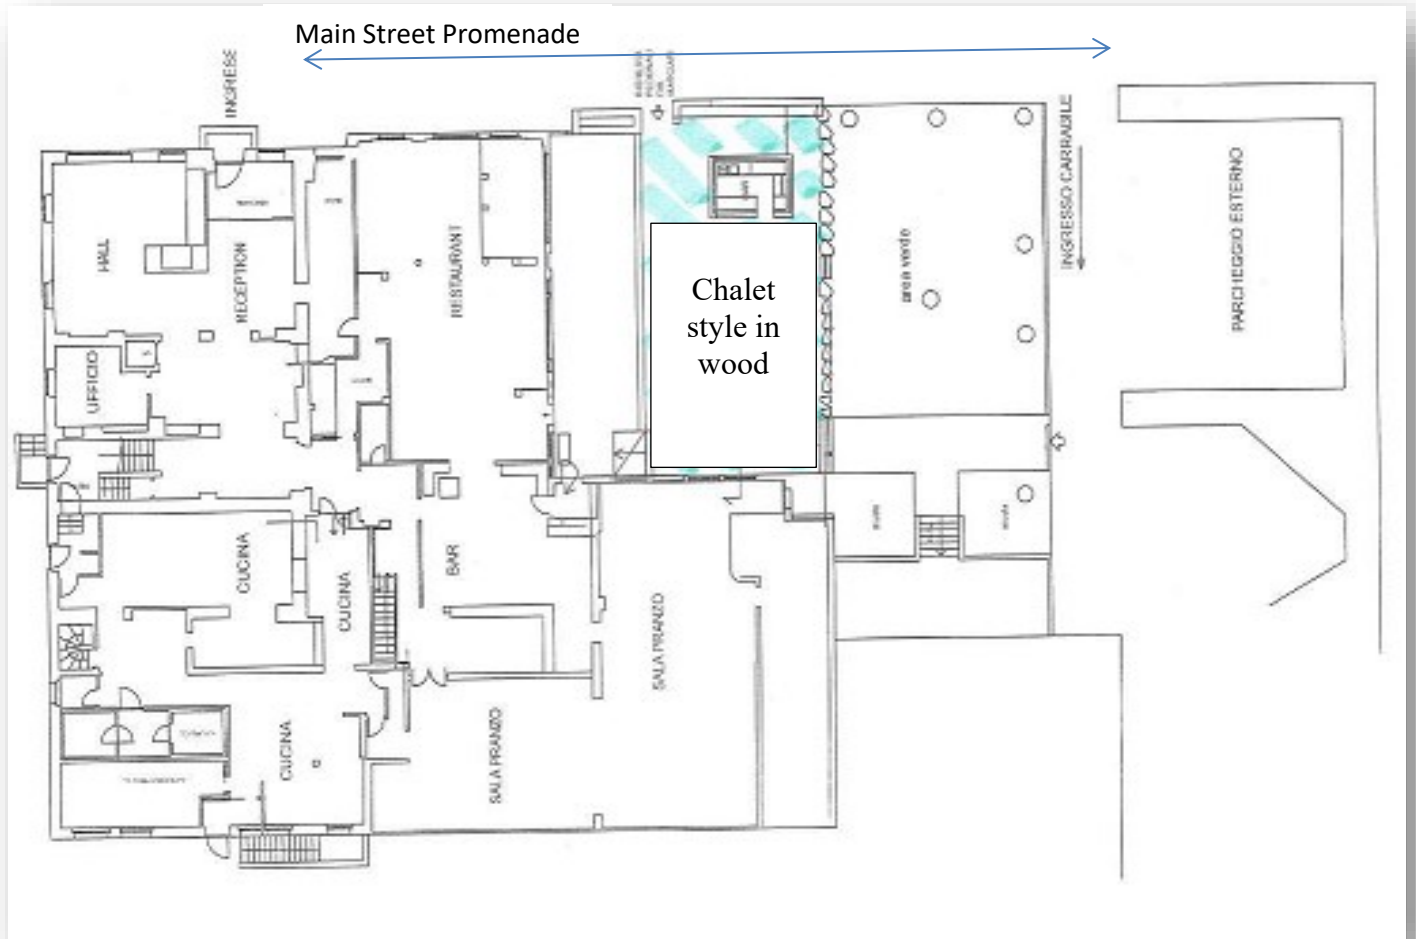 Main Street Promenade
INGRESE
INGRESSO CARRABILE
PARCHEGGIO ESTERNO
HALL
RECEPTION
RESTAURANT
Chalet
style in
wood
area verde
UFFICIO
CUCINA
CUCINA
BAR
SALA PRANZO
CUCINA
SALA PRANZO